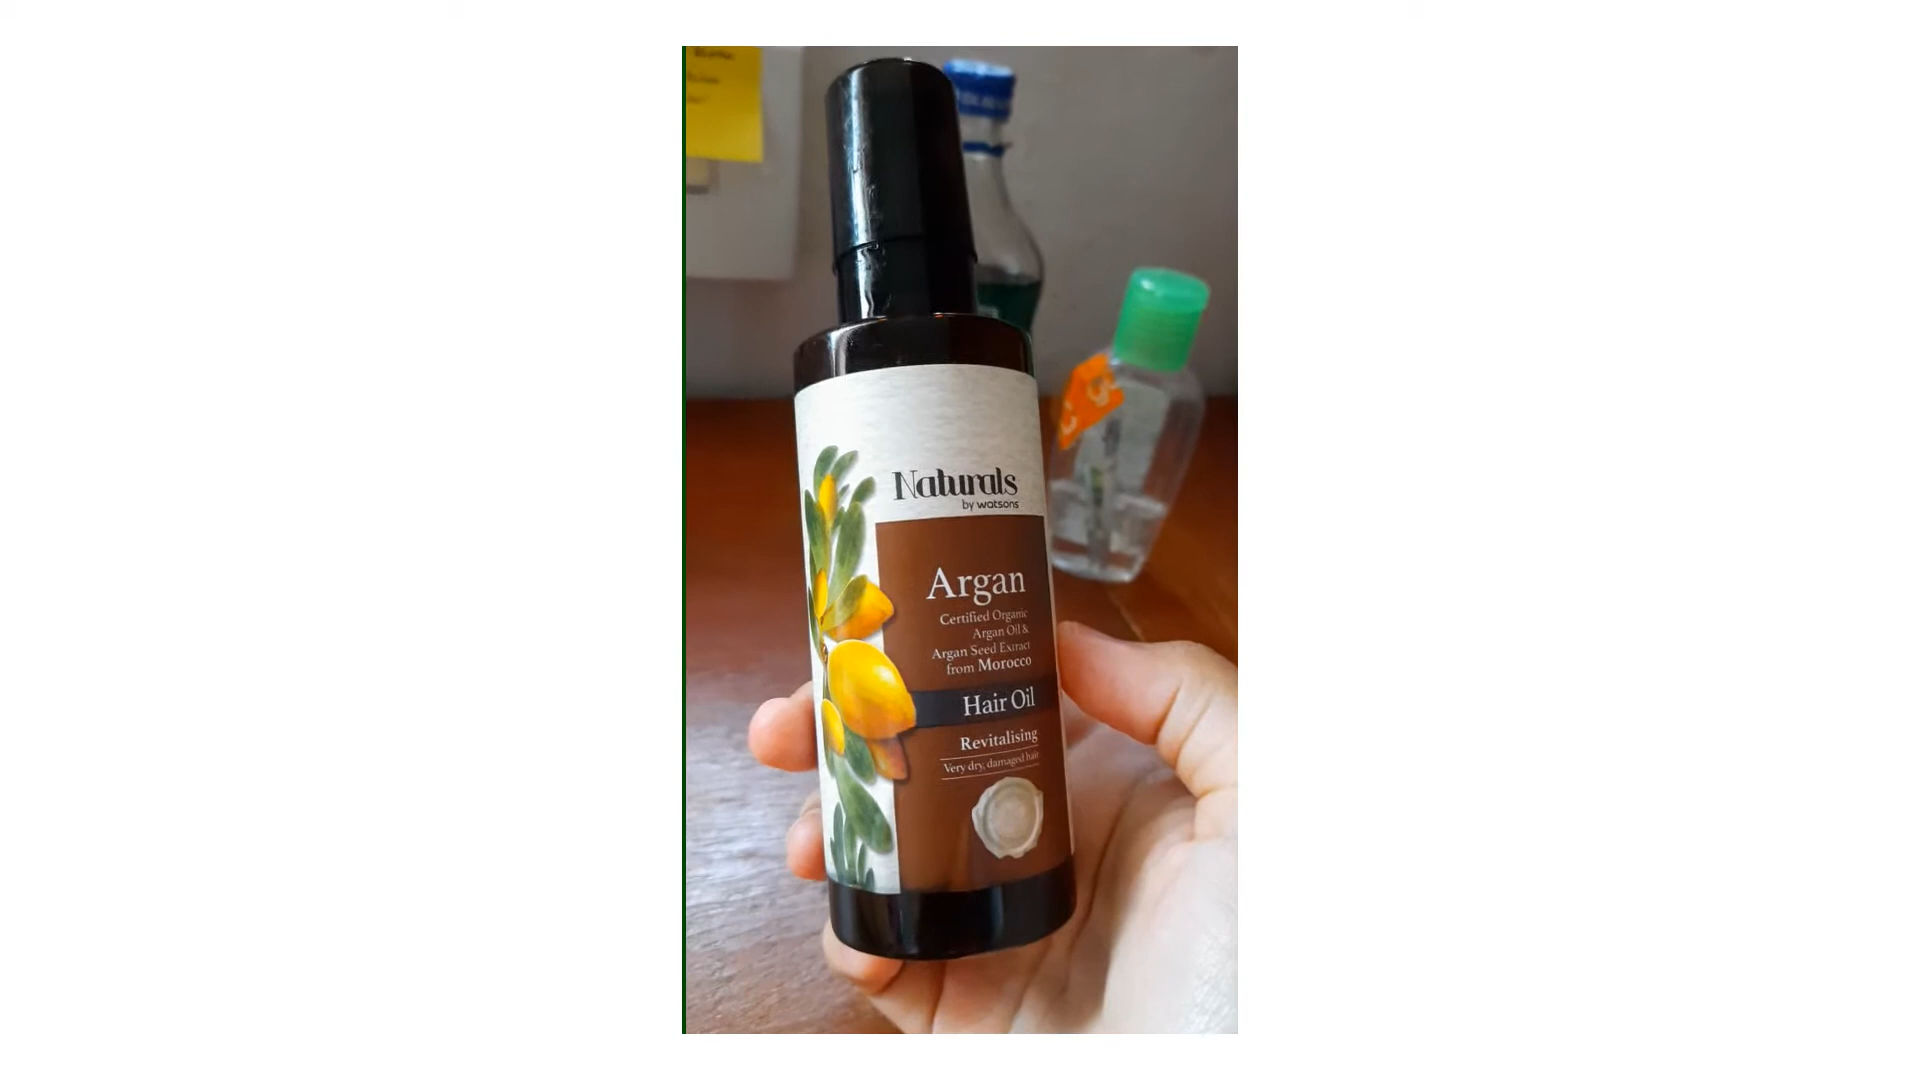 Naturals
by watsons
Argan
Certified Organic
Argan Oil &
Argan Seed Extract
from Morocco
Hair Oil
Revitalising
Very dry, damaged hair